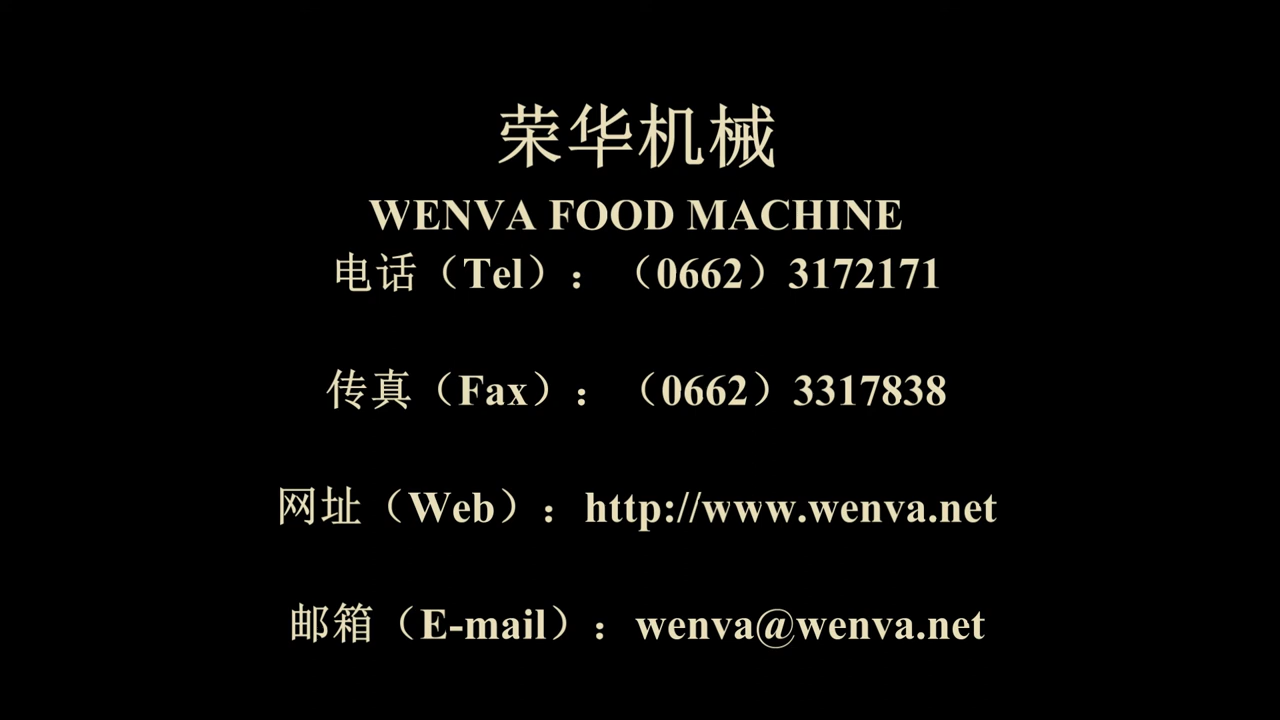 荣华机械
WENVA FOOD MACHINE
电话（Tel）：（0662）3172171
传真（Fax）：（0662）3317838
网址（Web）：http://www.wenva.net
邮箱（E-mail）：wenva@wenva.net